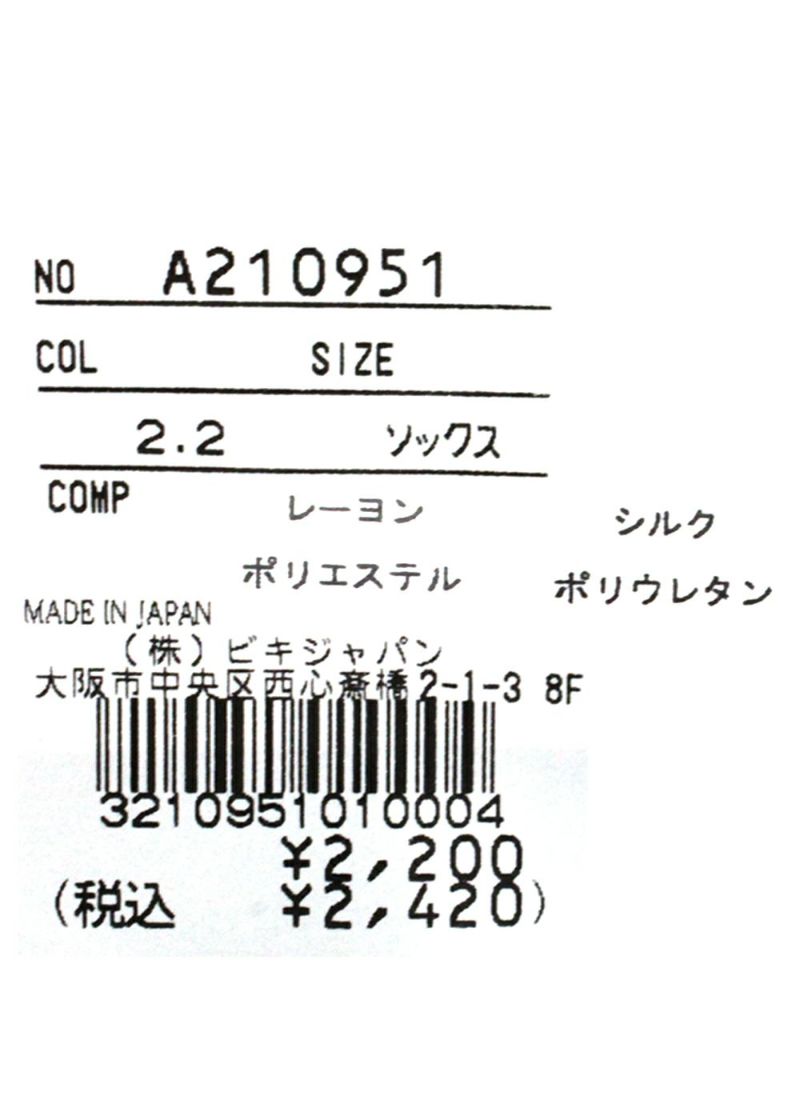 NO A210951
COL SIZE
2.2 ソックス
COMP レーヨン シルク
ポリエステル ポリウレタン
MADE IN JAPAN
(株)ビキジャパン
大阪市中央区西心斎橋2-1-3 8F
3210951010004
¥2,200
(税込 ¥2,420)